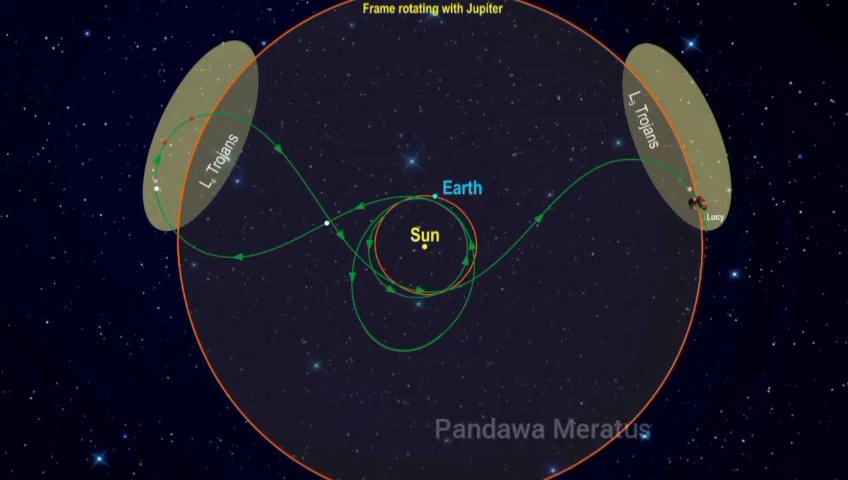 Frame rotating with Jupiter
L₄ Trojans
L₅ Trojans
Earth
Lucy
Sun
Pandawa Meratus